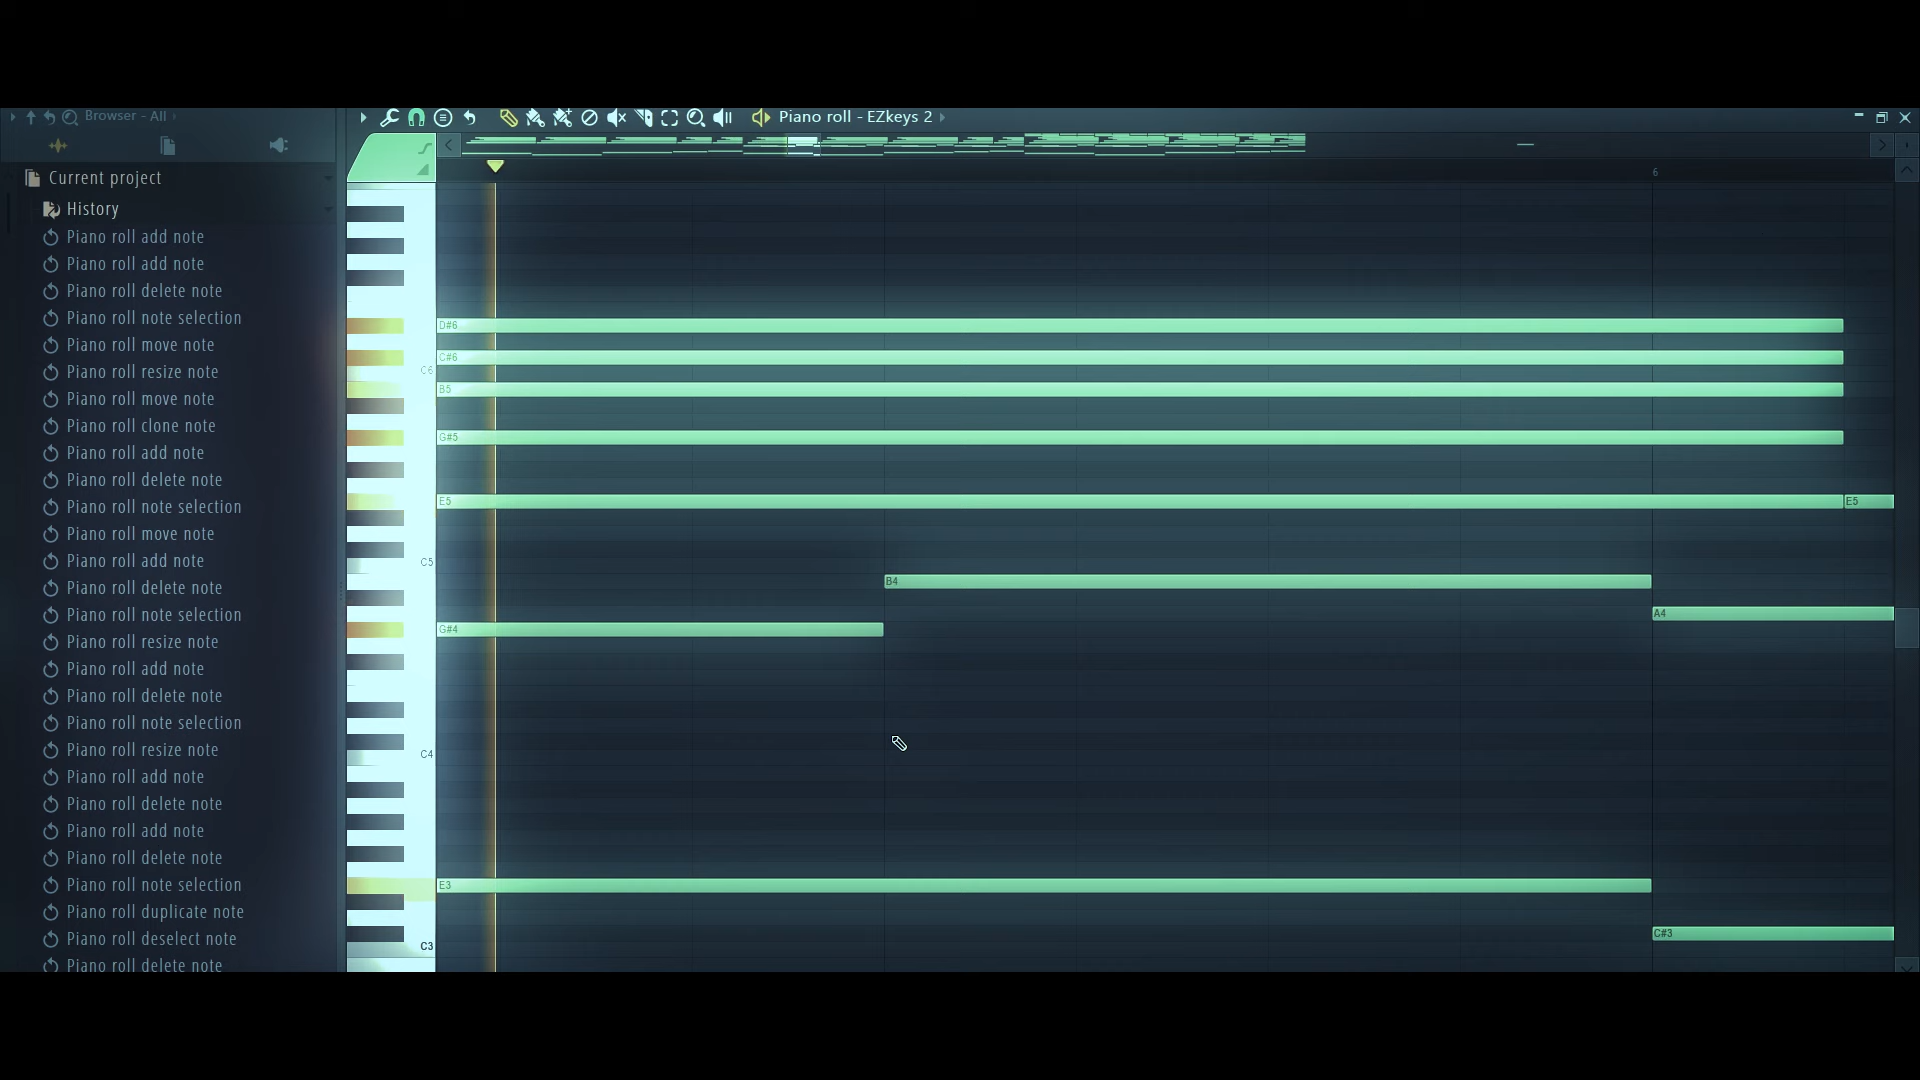 Browser - All
Piano roll - EZkeys 2
Current project
History
Piano roll add note
Piano roll add note
Piano roll delete note
Piano roll note selection
Piano roll move note
Piano roll resize note
Piano roll move note
Piano roll clone note
Piano roll add note
Piano roll delete note
Piano roll note selection
Piano roll move note
Piano roll add note
Piano roll delete note
Piano roll note selection
Piano roll resize note
Piano roll add note
Piano roll delete note
Piano roll note selection
Piano roll resize note
Piano roll add note
Piano roll delete note
Piano roll add note
Piano roll delete note
Piano roll note selection
Piano roll duplicate note
Piano roll deselect note
Piano roll delete note
6
D#6
C#6
C6
B5
G#5
E5 E5
C5
B4
A4
G#4
C4
E3
C#3
C3